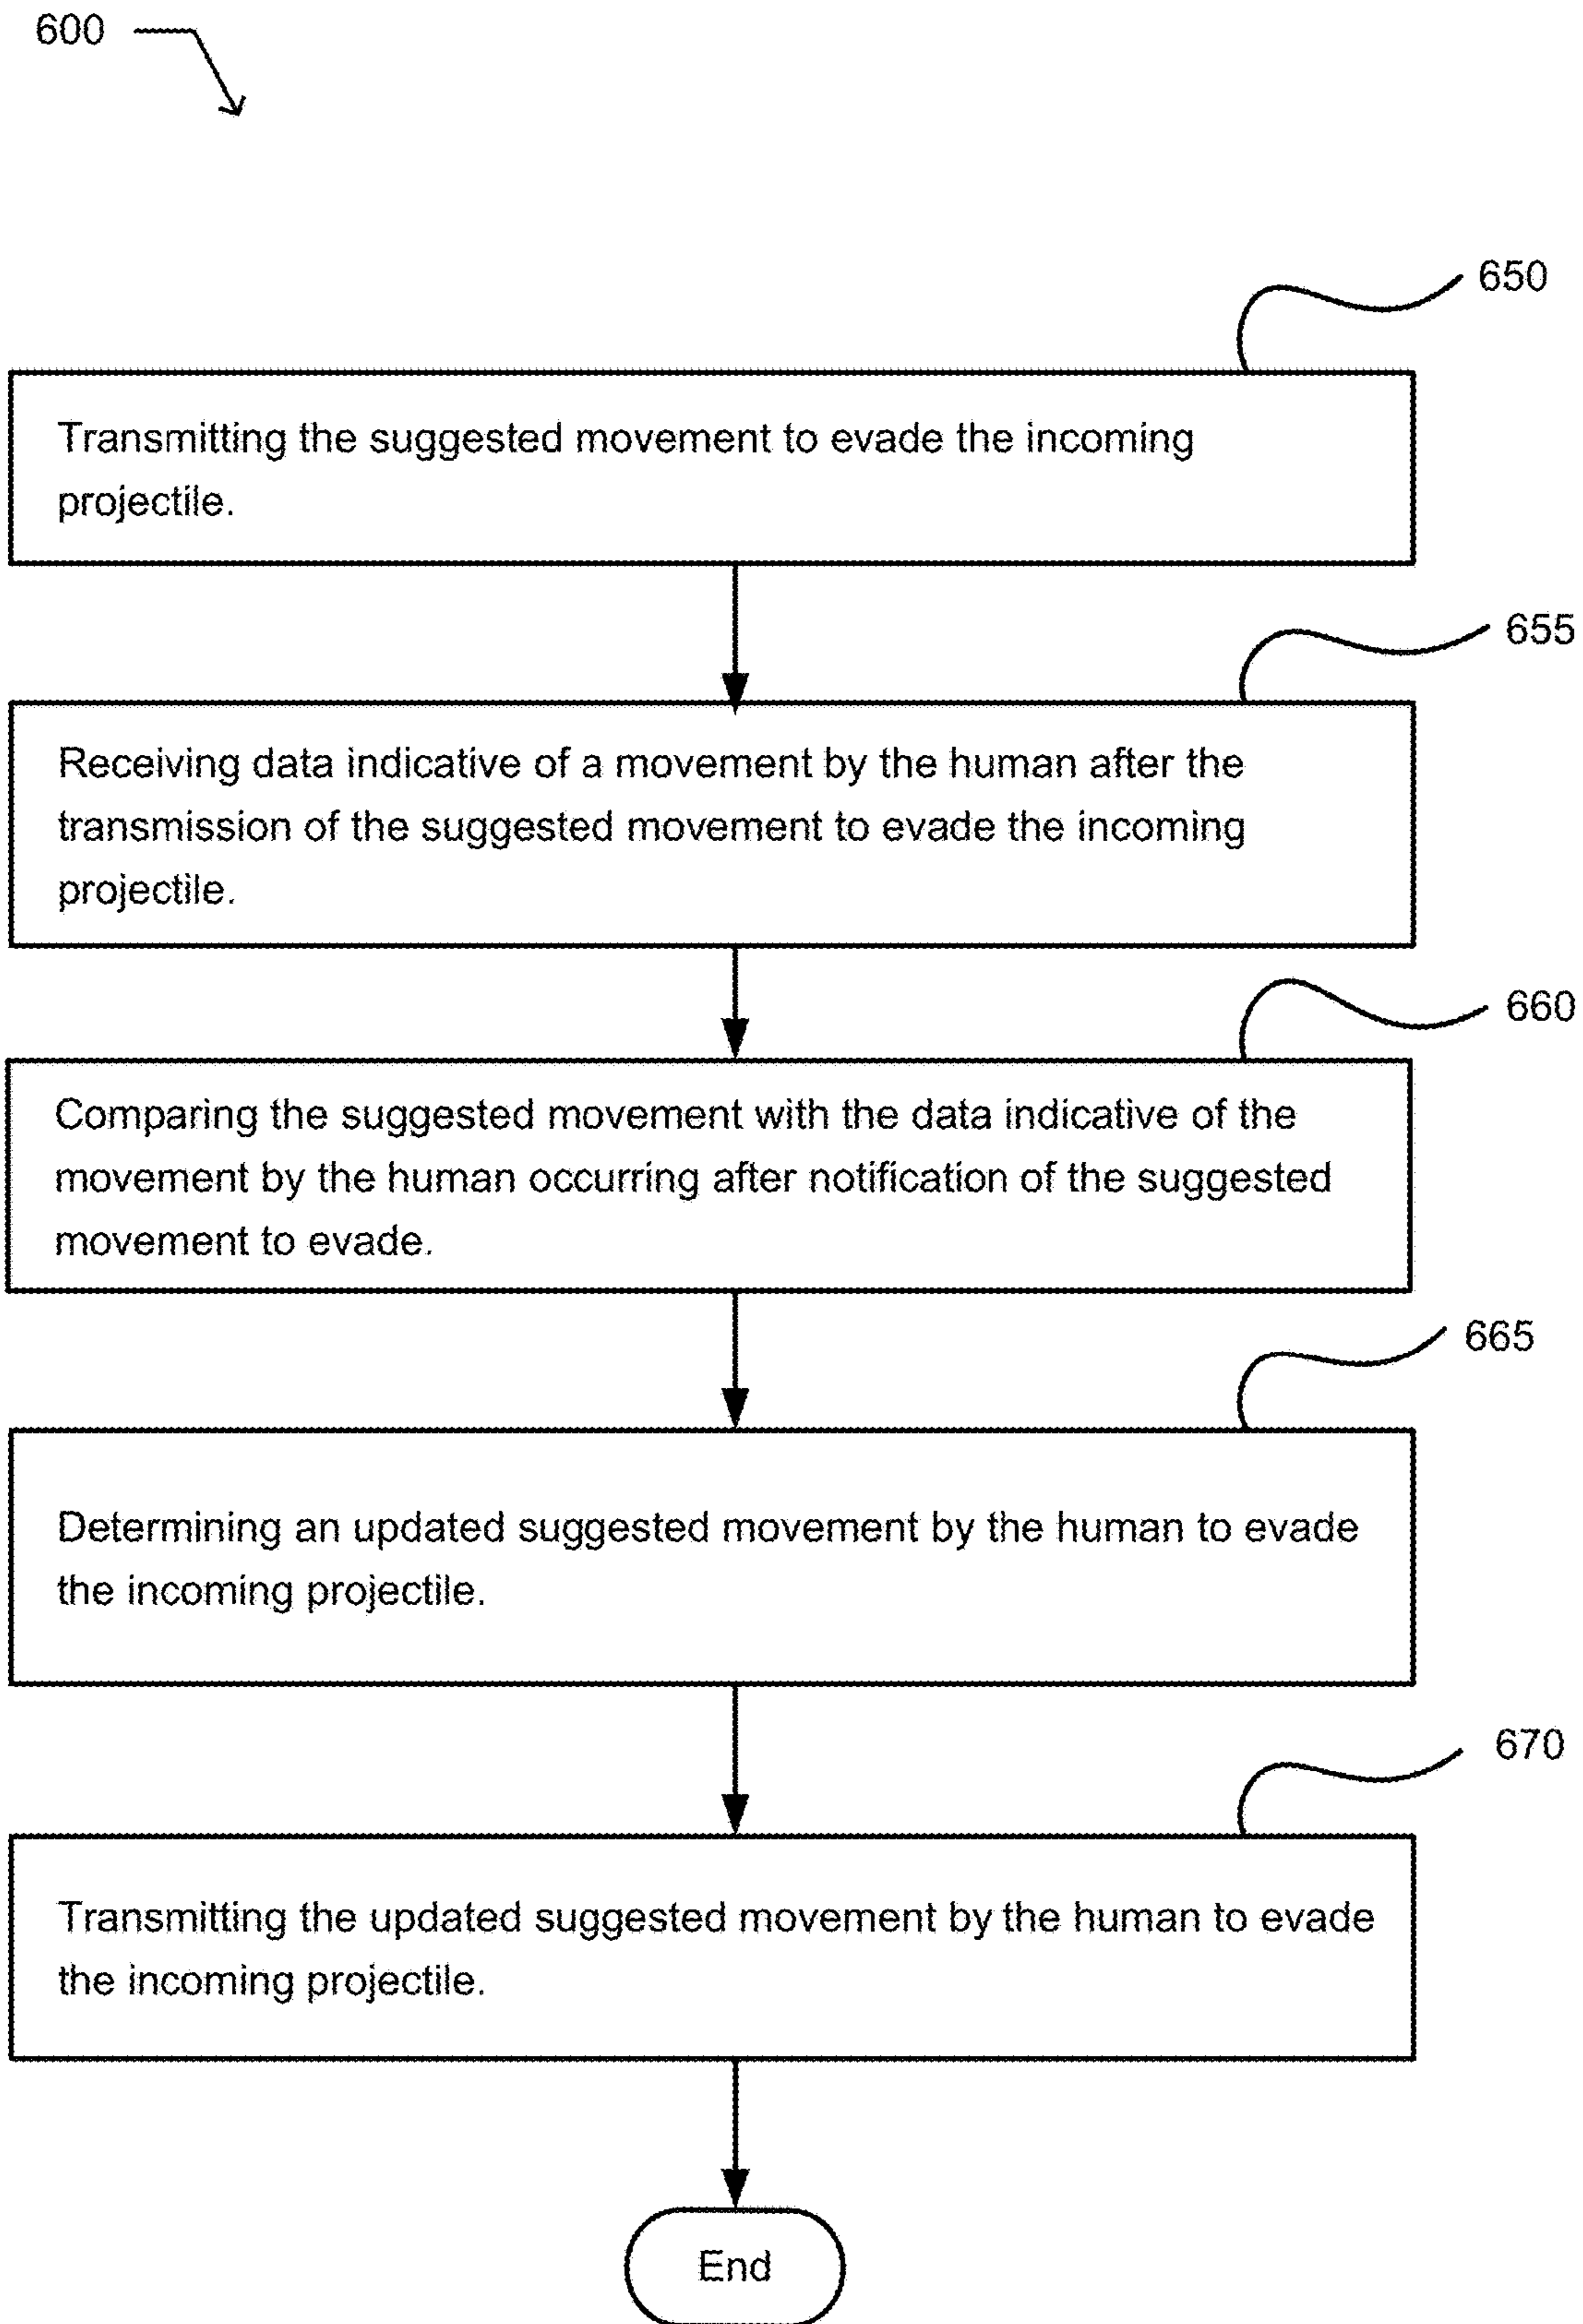 600
650
Transmitting the suggested movement to evade the incoming
projectile.
655
Receiving data indicative of a movement by the human after the
transmission of the suggested movement to evade the incoming
projectile.
660
Comparing the suggested movement with the data indicative of the
movement by the human occurring after notification of the suggested
movement to evade.
665
Determining an updated suggested movement by the human to evade
the incoming projectile.
670
Transmitting the updated suggested movement by the human to evade
the incoming projectile.
End